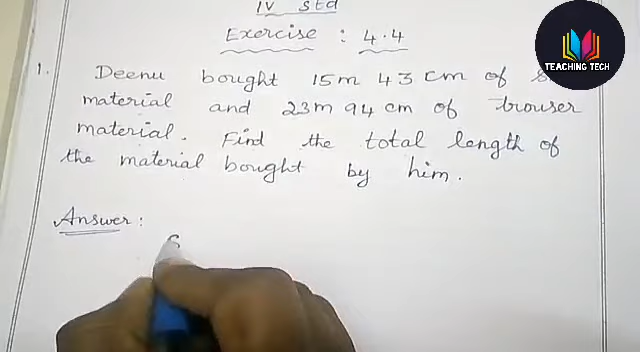 IV Std
Exercise : 4.4
TEACHING TECH
1. Deenu bought 15m 43 cm of
material and 23m 94 cm of trouser
material. Find the total length of
the material bought by him.
Answer :
S